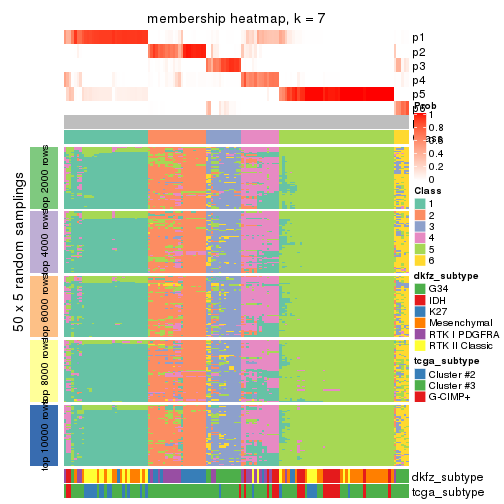 membership heatmap, k = 7
p1
p2
p3
p4
p5
Prob
1
0.8
0.4
0.2
0
Class
1
2
3
4
5
6
dkfz_subtype
G34
IDH
K27
Mesenchymal
RTK I PDGFRA
RTK II Classic
tcga_subtype
Cluster #2
Cluster #3
G-CIMP+
50 x 5 random samplings
top 2000 rows
top 4000 rows
top 6000 rows
top 8000 rows
top 10000 rows
dkfz_subtype
tcga_subtype